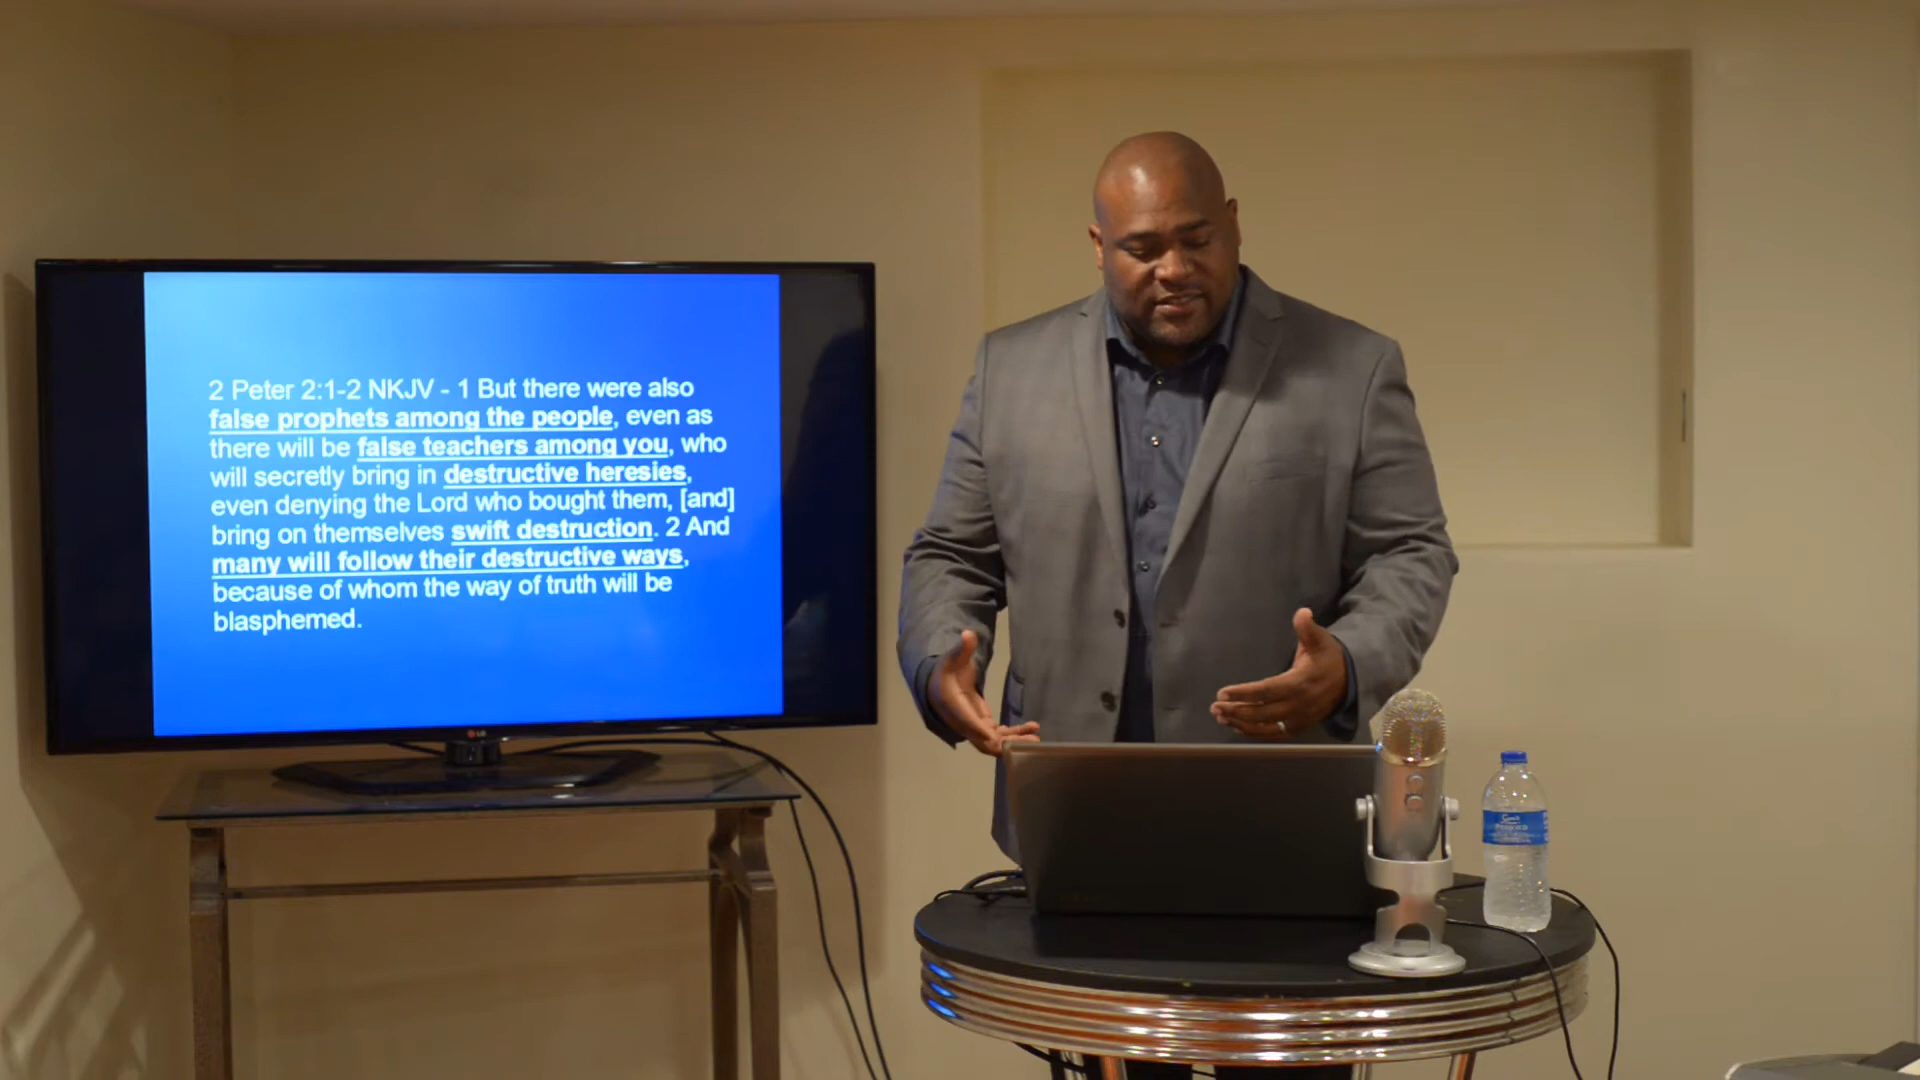 2 Peter 2:1-2 NKJV - 1 But there were also
false prophets among the people, even as
there will be false teachers among you, who
will secretly bring in destructive heresies,
even denying the Lord who bought them, [and]
bring on themselves swift destruction. 2 And
many will follow their destructive ways,
because of whom the way of truth will be
blasphemed.
LG